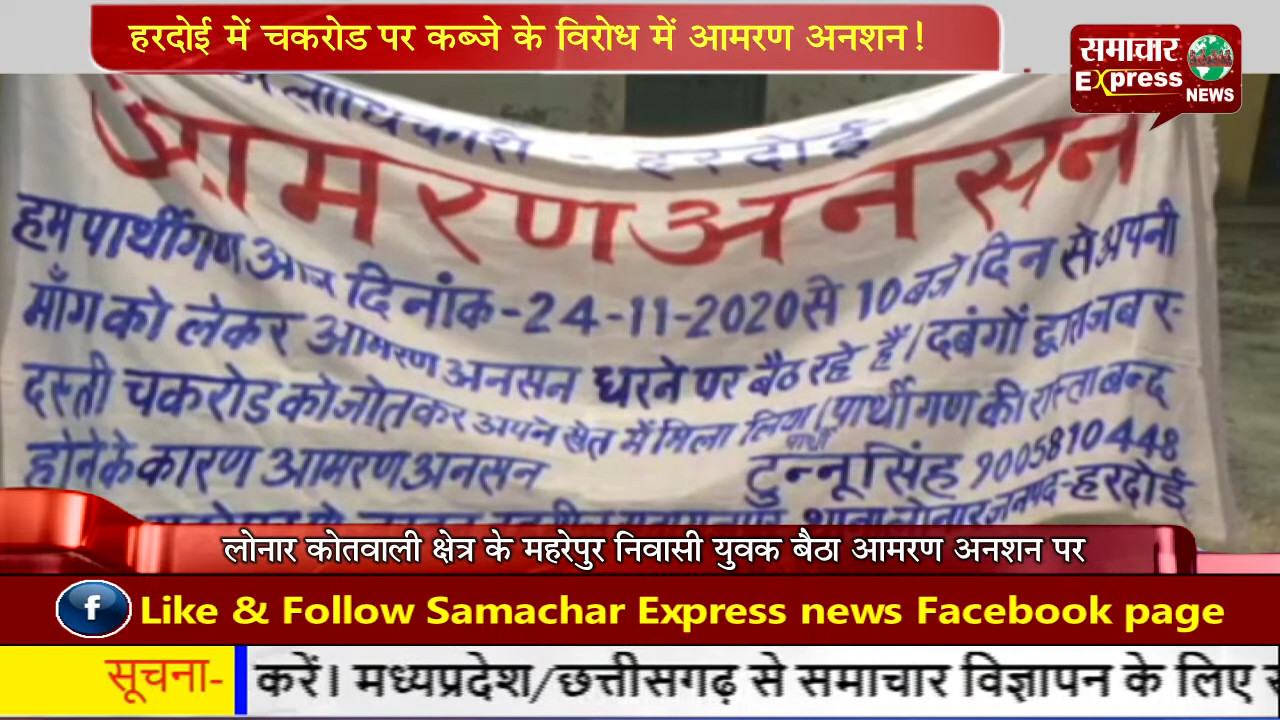 हरदोई में चकरोड पर कब्जे के विरोध में आमरण अनशन!
समाचार
Express
NEWS
- हरदोई
आमरण अनसन
हम पार्थीगण आज दिनांक-24-11-2020 से 10 बजे दिन से अपनी
माँग को लेकर आमरण अनसन धरने पर बैठ रहे हैं। दबंगों द्वारा जबर-
दस्ती चकरोड को जोतकर अपने खेत में मिला लिया। पार्थीगण की रास्ता बन्द
होने के कारण आमरण अनसन
पार्थी
टुन्नू सिंह 9005810448
थाना लोनार जनपद-हरदोई
लोनार कोतवाली क्षेत्र के महरेपुर निवासी युवक बैठा आमरण अनशन पर
f Like & Follow Samachar Express news Facebook page
सूचना- करें। मध्यप्रदेश/छत्तीसगढ़ से समाचार विज्ञापन के लिए